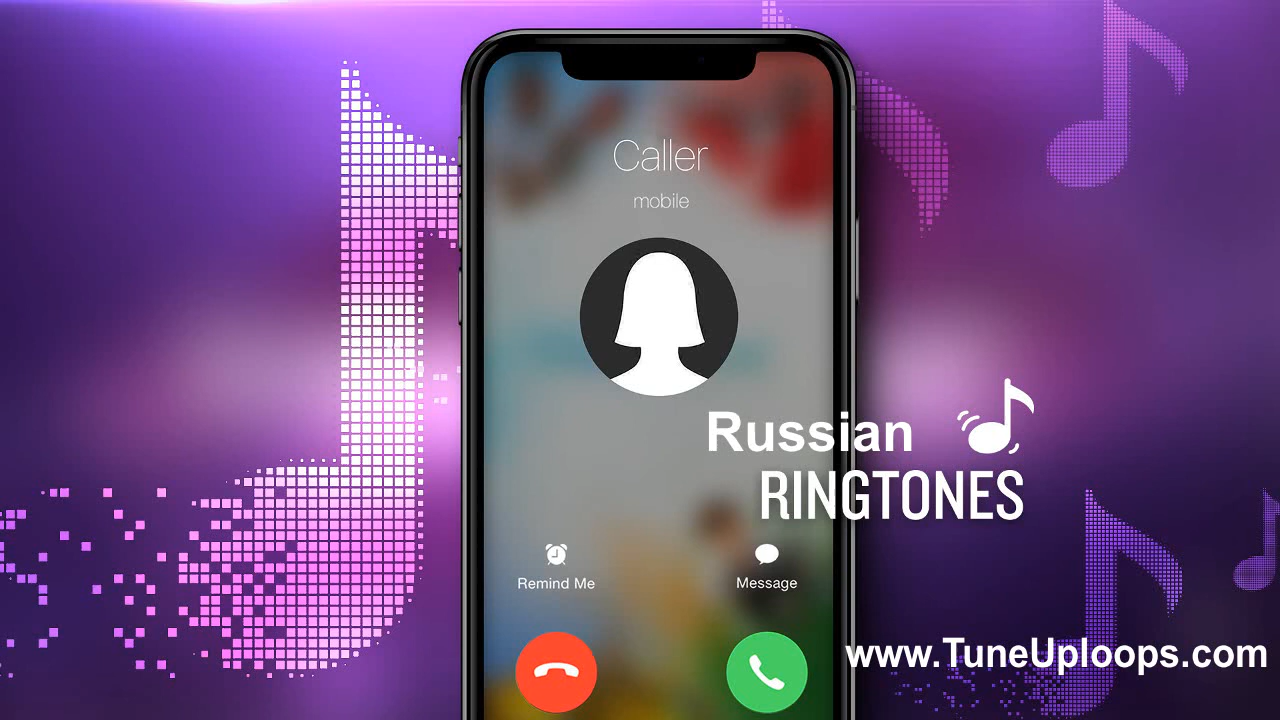 Caller
mobile
Russian
RINGTONES
Remind Me
Message
www.TuneUploops.com